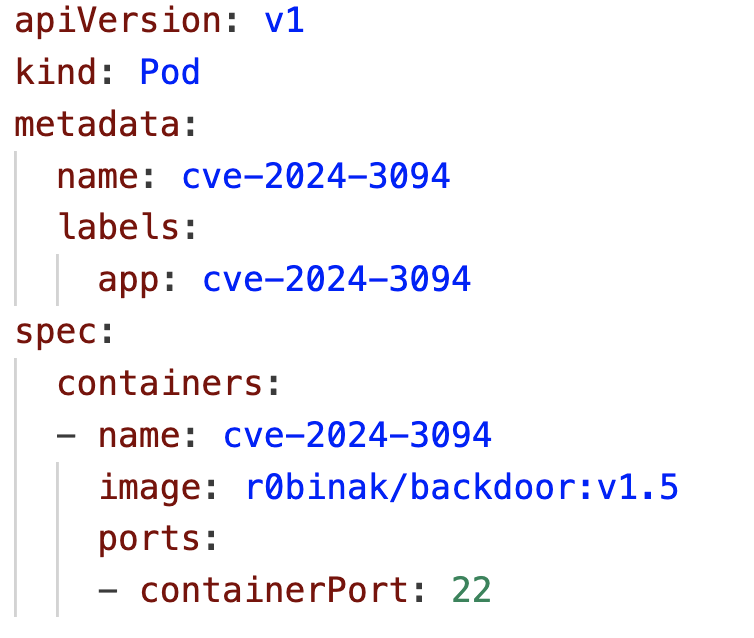 apiVersion: v1
kind: Pod
metadata:
  name: cve-2024-3094
  labels:
    app: cve-2024-3094
spec:
  containers:
  - name: cve-2024-3094
    image: r0binak/backdoor:v1.5
    ports:
    - containerPort: 22